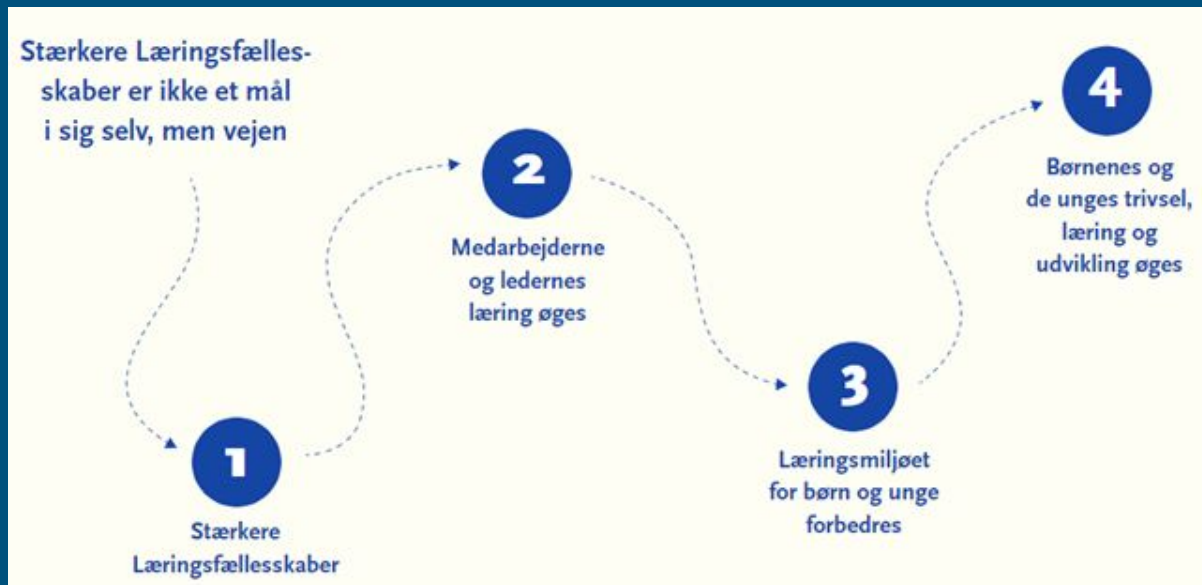 Stærkere Læringsfælles-
skaber er ikke et mål
i sig selv, men vejen
1
Stærkere
Læringsfællesskaber
2
Medarbejderne
og ledernes
læring øges
3
Læringsmiljøet
for børn og unge
forbedres
4
Børnenes og
de unges trivsel,
læring og
udvikling øges